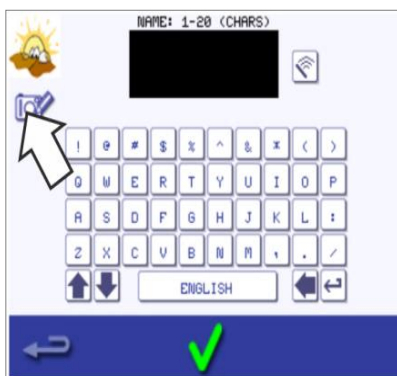 NAME: 1-20 (CHARS)
! @ # $ % ^ & * ( )
Q W E R T Y U I O P
A S D F G H J K L :
Z X C V B N M , . /
ENGLISH